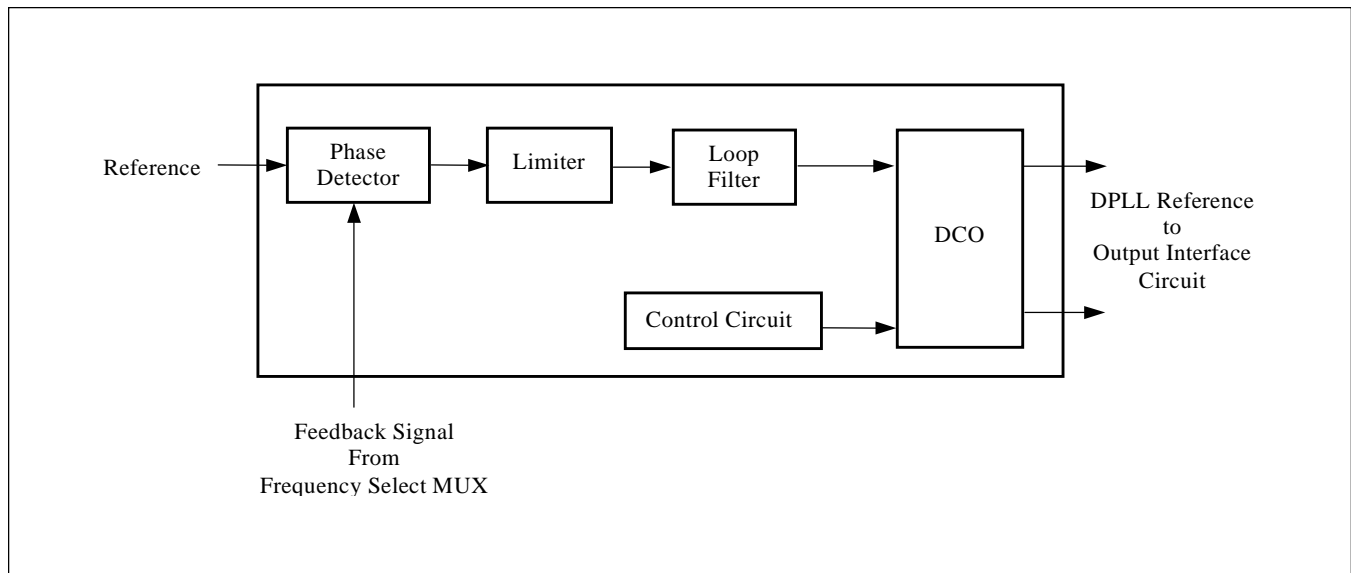 Reference
Phase
Detector
Limiter
Loop
Filter
DCO
Control Circuit
DPLL Reference
to
Output Interface
Circuit
Feedback Signal
From
Frequency Select MUX